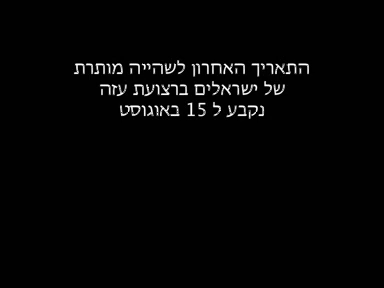 התאריך האחרון לשהייה מותרת
של ישראלים ברצועת עזה
נקבע ל 15 באוגוסט